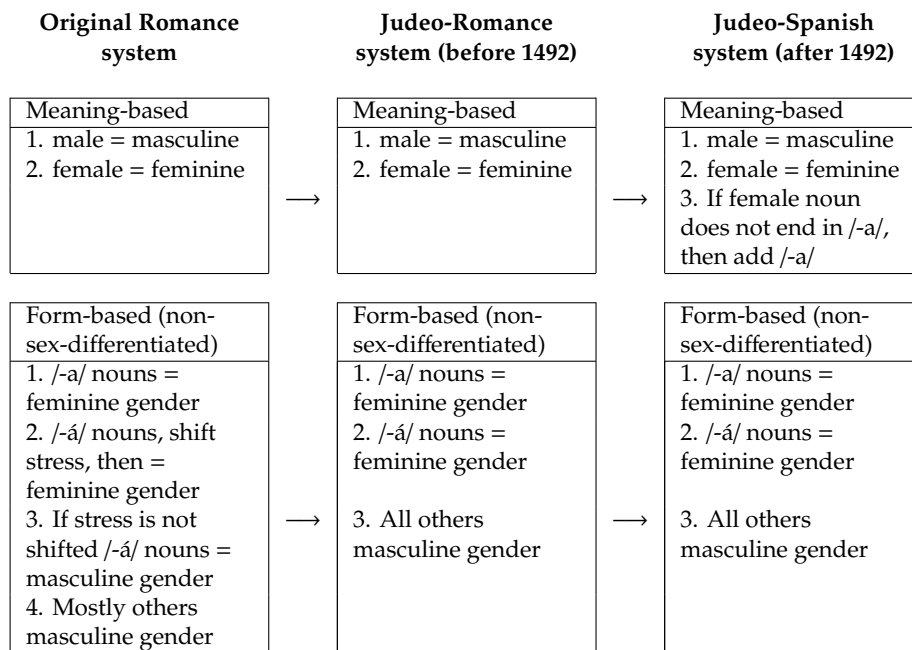 Original Romance
system
Judeo-Romance
system (before 1492)
Judeo-Spanish
system (after 1492)
Meaning-based
1. male = masculine
2. female = feminine
⟶
Meaning-based
1. male = masculine
2. female = feminine
⟶
Meaning-based
1. male = masculine
2. female = feminine
3. If female noun
does not end in /-a/,
then add /-a/
Form-based (non-
sex-differentiated)
1. /-a/ nouns =
feminine gender
2. /-á/ nouns, shift
stress, then =
feminine gender
3. If stress is not
shifted /-á/ nouns =
masculine gender
4. Mostly others
masculine gender
⟶
Form-based (non-
sex-differentiated)
1. /-a/ nouns =
feminine gender
2. /-á/ nouns =
feminine gender
3. All others
masculine gender
⟶
Form-based (non-
sex-differentiated)
1. /-a/ nouns =
feminine gender
2. /-á/ nouns =
feminine gender
3. All others
masculine gender